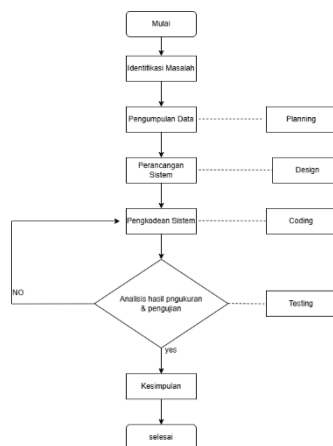 Mulai
Identifikasi Masalah
Pengumpulan Data
Planning
Perancangan
Sistem
Design
Pengkodean Sistem
Coding
NO
Analisis hasil pngukuran
& pengujian
Testing
yes
Kesimpulan
selesai